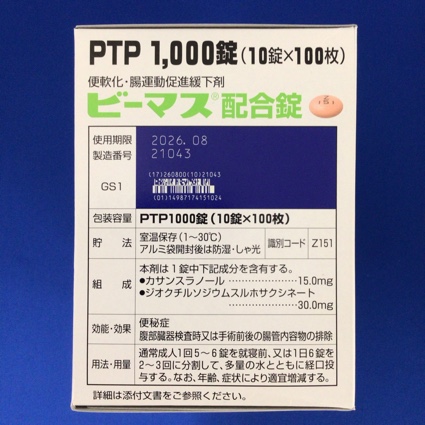 PTP 1,000錠(10錠×100枚)
便軟化・腸運動促進緩下剤
ビーマス®配合錠
使用期限 2026.08
製造番号 21043
GS1 (17)260800(10)21043
(01)14987174151024
包装容量 PTP1000錠(10錠×100枚)
貯法 室温保存(1~30℃) 識別コード Z151
アルミ袋開封後は防湿・しゃ光
組成 本剤は1錠中下記成分を含有する。
●カサンスラノール ………………… 15.0mg
●ジオクチルソジウムスルホサクシネート
………………… 30.0mg
効能・効果 便秘症
腹部臓器検査時又は手術前後の腸管内容物の排除
用法・用量 通常成人1回5~6錠を就寝前、又は1日6錠を
2~3回に分割して、多量の水とともに経口投
与する。なお、年齢、症状により適宜増減する。
詳細は添付文書をご参照ください。